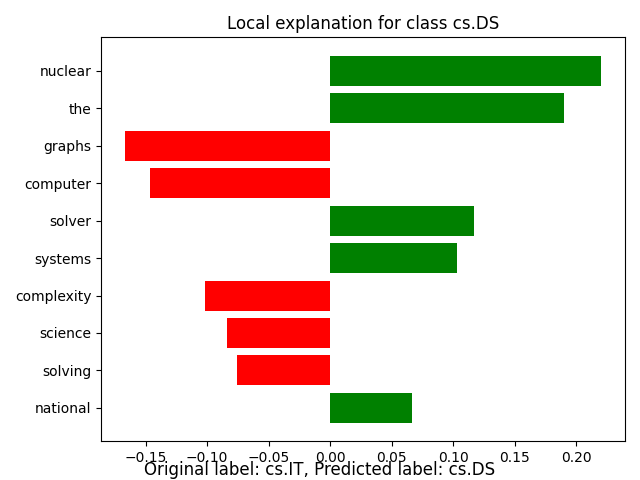 Local explanation for class cs.DS
nuclear
the
graphs
computer
solver
systems
complexity
science
solving
national
−0.15 −0.10 −0.05 0.00 0.05 0.10 0.15 0.20
Original label: cs.IT, Predicted label: cs.DS